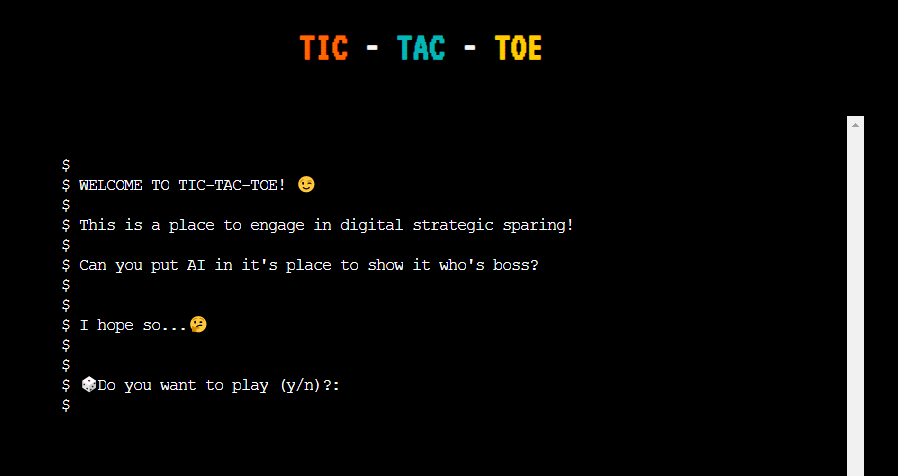 TIC - TAC - TOE
$
$ WELCOME TO TIC-TAC-TOE! 😉
$
$ This is a place to engage in digital strategic sparing!
$
$ Can you put AI in it's place to show it who's boss?
$
$
$ I hope so...🤔
$
$
$ 🎲Do you want to play (y/n)?:
$